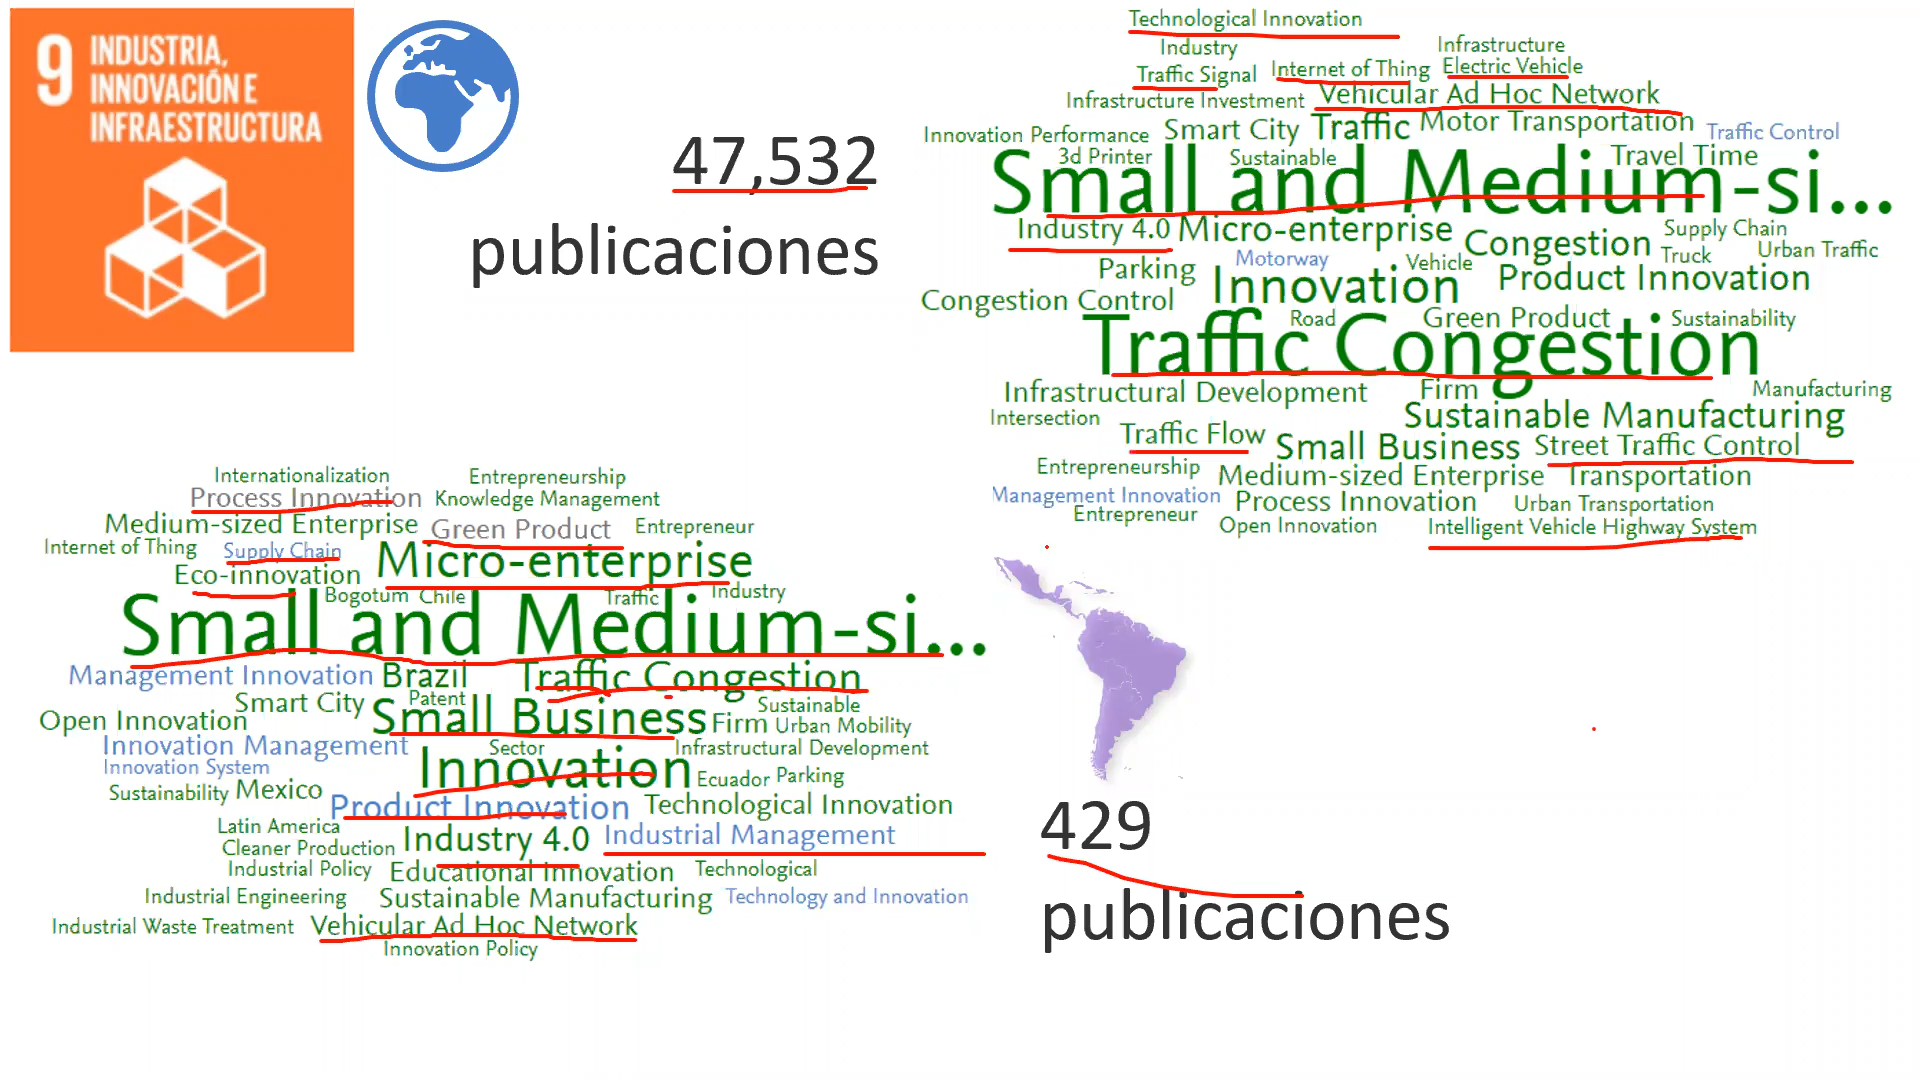 9 INDUSTRIA,
INNOVACIÓN E
INFRAESTRUCTURA
47,532
publicaciones
Technological Innovation
Industry
Infrastructure
Traffic Signal
Internet of Thing
Electric Vehicle
Infrastructure Investment
Vehicular Ad Hoc Network
Innovation Performance
Smart City
Traffic
Motor Transportation
Traffic Control
3d Printer
Sustainable
Travel Time
Small and Medium-si...
Industry 4.0
Micro-enterprise
Congestion
Supply Chain
Parking
Motorway
Vehicle
Truck
Urban Traffic
Congestion Control
Innovation
Product Innovation
Road
Green Product
Sustainability
Traffic Congestion
Infrastructural Development
Firm
Manufacturing
Intersection
Sustainable Manufacturing
Traffic Flow
Small Business
Street Traffic Control
Entrepreneurship
Medium-sized Enterprise
Transportation
Management Innovation
Process Innovation
Urban Transportation
Entrepreneur
Open Innovation
Intelligent Vehicle Highway System
Internationalization
Entrepreneurship
Process Innovation
Knowledge Management
Medium-sized Enterprise
Green Product
Entrepreneur
Internet of Thing
Supply Chain
Micro-enterprise
Eco-innovation
Bogotum
Chile
Traffic
Industry
Small and Medium-si...
Management Innovation
Brazil
Traffic Congestion
Smart City
Patent
Sustainable
Open Innovation
Small Business
Firm
Urban Mobility
Innovation Management
Sector
Infrastructural Development
Innovation System
Innovation
Ecuador
Parking
Sustainability
Mexico
Product Innovation
Technological Innovation
Latin America
Industry 4.0
Industrial Management
Cleaner Production
Industrial Policy
Educational Innovation
Technological
Industrial Engineering
Sustainable Manufacturing
Technology and Innovation
Industrial Waste Treatment
Vehicular Ad Hoc Network
Innovation Policy
429
publicaciones